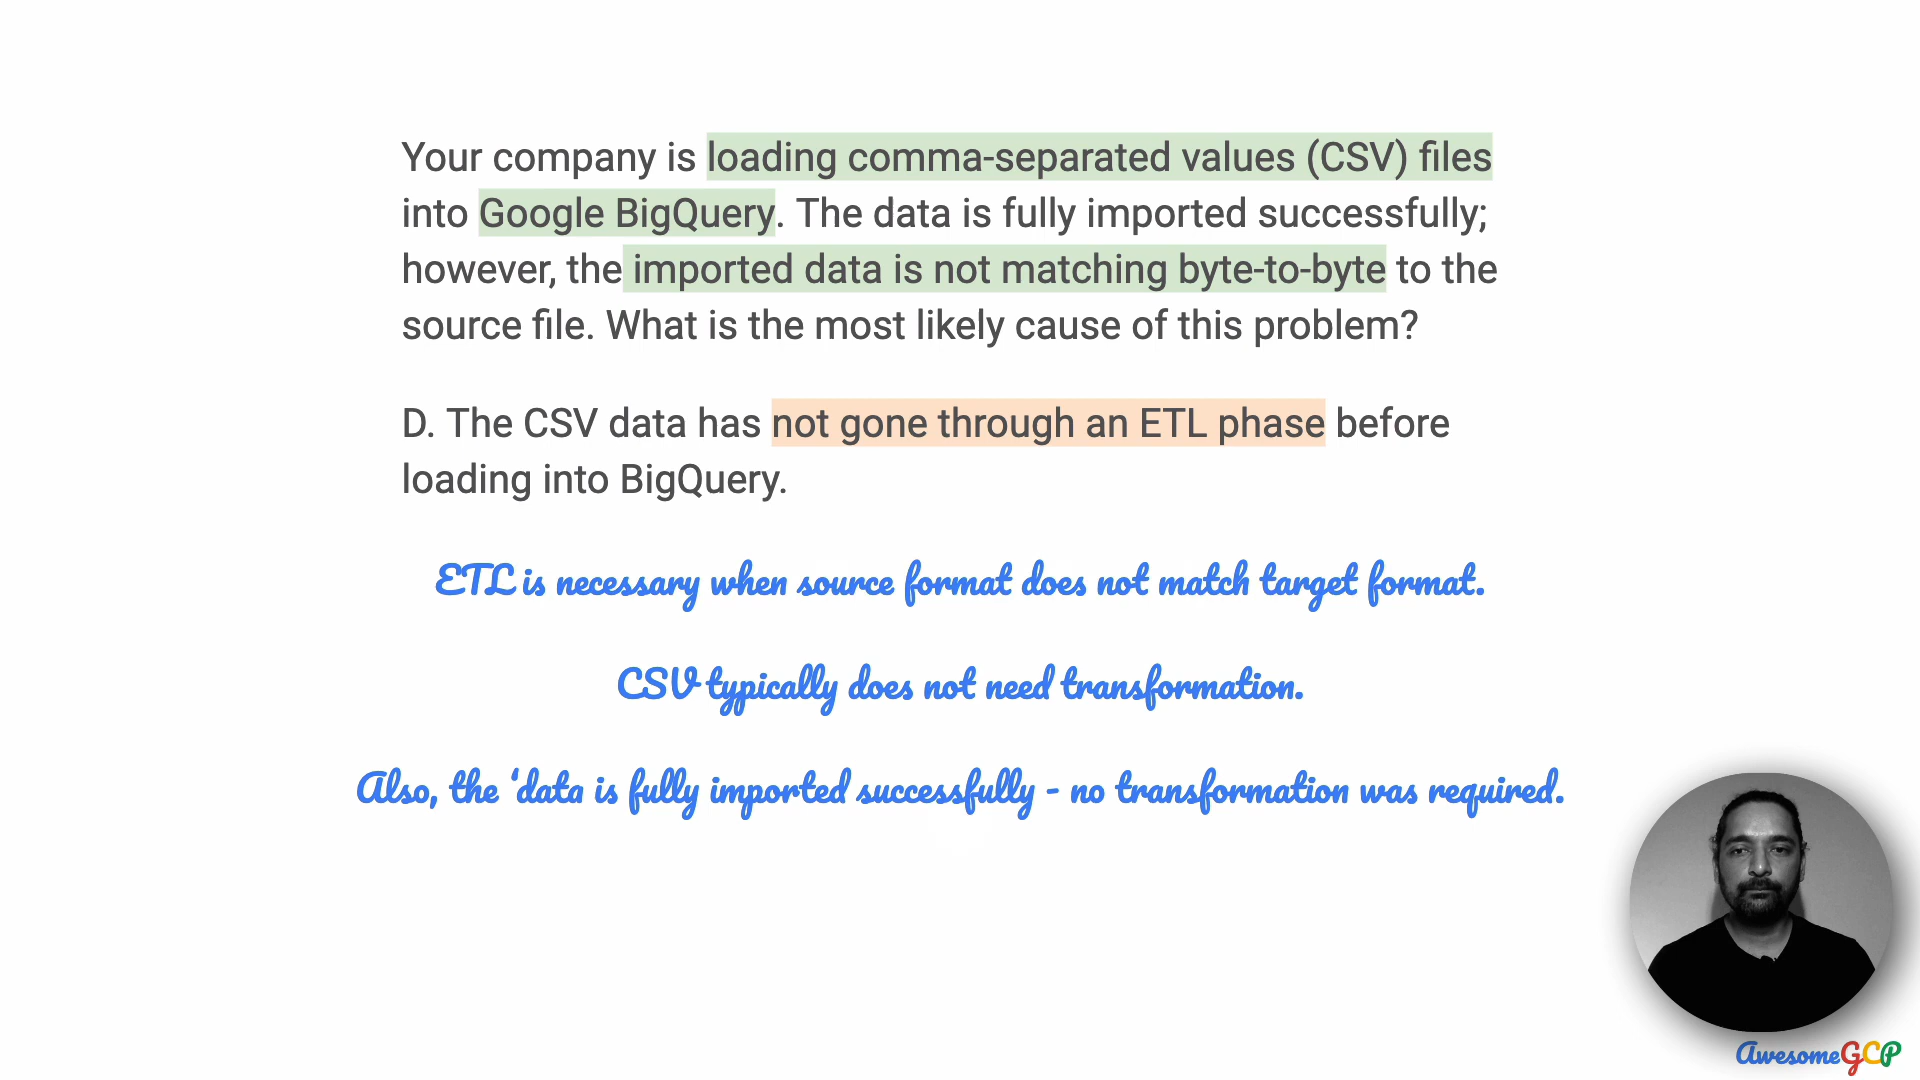 Your company is loading comma-separated values (CSV) files
into Google BigQuery. The data is fully imported successfully;
however, the imported data is not matching byte-to-byte to the
source file. What is the most likely cause of this problem?
D. The CSV data has not gone through an ETL phase before
loading into BigQuery.
ETL is necessary when source format does not match target format.
CSV typically does not need transformation.
Also, the ‘data is fully imported successfully - no transformation was required.
AwesomeGCP